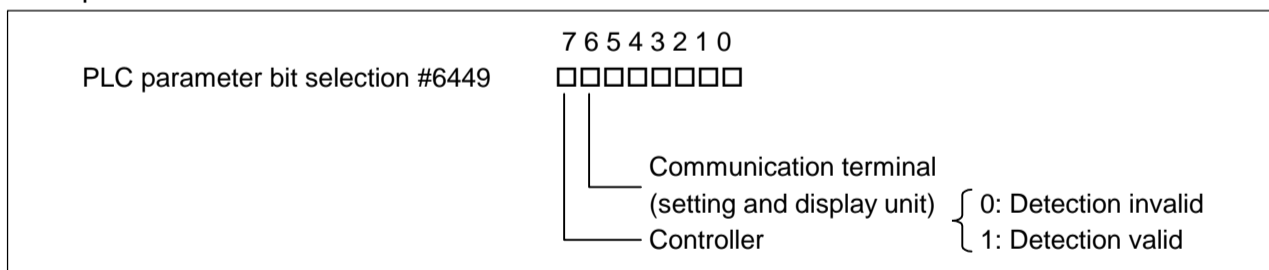 7 6 5 4 3 2 1 0
PLC parameter bit selection #6449 □□□□□□□□
Communication terminal
(setting and display unit) 0: Detection invalid
Controller 1: Detection valid